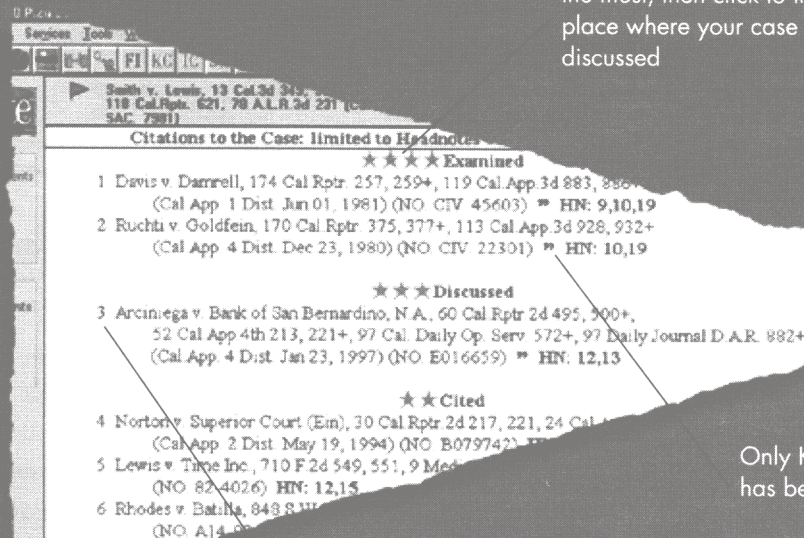 the most, then click to
place where your case
discussed
Services Tools
FI KC IC
Smith v. Lewis, 13 Cal.3d 349,
118 Cal.Rptr. 621, 78 A.L.R.3d 231
SAC. 7981)
Citations to the Case: limited to Headnotes
★★★★ Examined
1 Davis v. Damrell, 174 Cal Rptr. 257, 259+, 119 Cal.App.3d 883, 886+
(Cal App. 1 Dist. Jun 01, 1981) (NO. CIV. 45603) " HN: 9,10,19
2 Ruchti v. Goldfein, 170 Cal Rptr. 375, 377+, 113 Cal.App.3d 928, 932+
(Cal App. 4 Dist. Dec 23, 1980) (NO. CIV. 22301) " HN: 10,19
★★★ Discussed
3 Arciniega v. Bank of San Bernardino, N.A., 60 Cal Rptr 2d 495, 500+,
52 Cal App 4th 213, 221+, 97 Cal. Daily Op. Serv. 572+, 97 Daily Journal D.A.R. 882+
(Cal App. 4 Dist. Jan 23, 1997) (NO. E016659) " HN: 12,13
★★ Cited
4 Norton v. Superior Court (Ein), 30 Cal Rptr 2d 217, 221, 24
(Cal App. 2 Dist. May 19, 1994) (NO. B079742)
5 Lewis v. Time Inc., 710 F.2d 549, 551, 9
(NO. 82-4026) HN: 12,15
6 Rhodes v. Batilla, 848
(NO.
Only
has